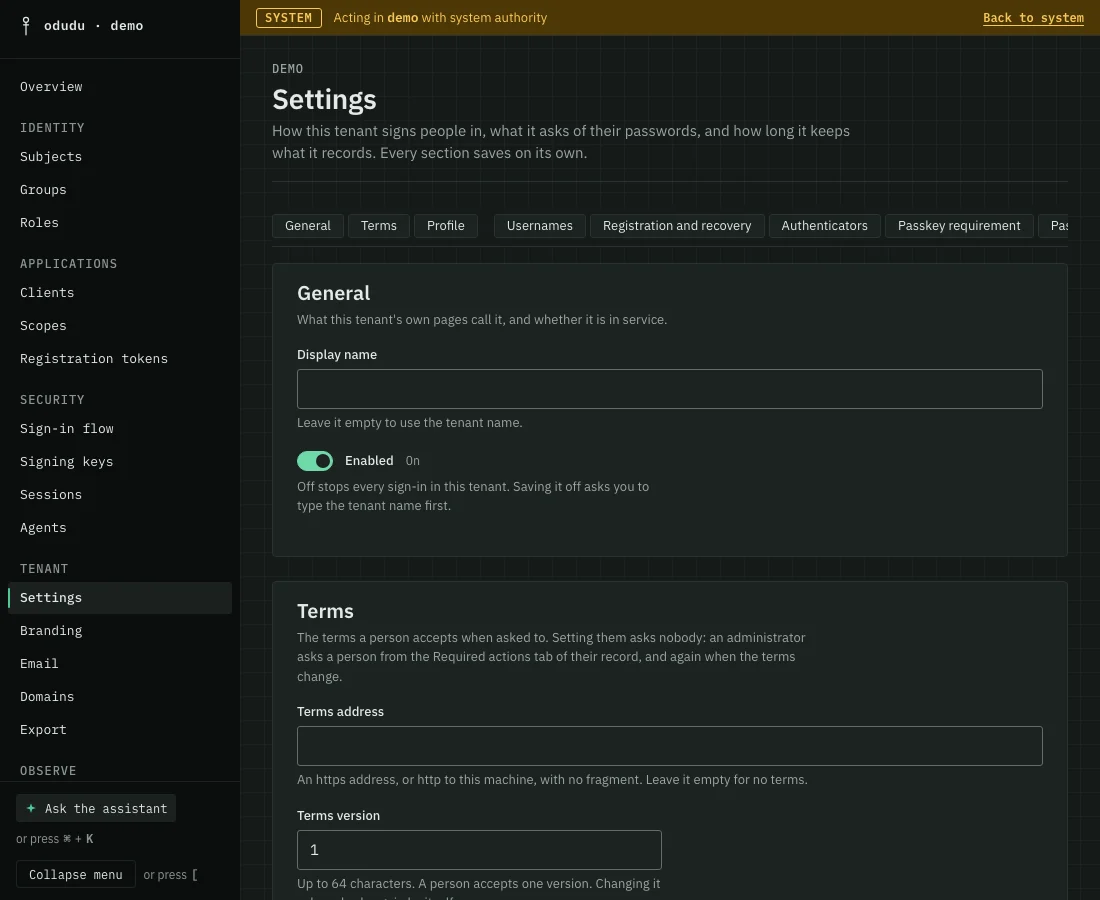 odudu · demo
SYSTEM
Acting in demo with system authority
Back to system
Overview
IDENTITY
Subjects
Groups
Roles
APPLICATIONS
Clients
Scopes
Registration tokens
SECURITY
Sign-in flow
Signing keys
Sessions
Agents
TENANT
Settings
Branding
Email
Domains
Export
OBSERVE
Ask the assistant
or press ⌘ + K
Collapse menu or press [
DEMO
Settings
How this tenant signs people in, what it asks of their passwords, and how long it keeps
what it records. Every section saves on its own.
General Terms Profile Usernames Registration and recovery Authenticators Passkey requirement
General
What this tenant's own pages call it, and whether it is in service.
Display name
Leave it empty to use the tenant name.
Enabled On
Off stops every sign-in in this tenant. Saving it off asks you to
type the tenant name first.
Terms
The terms a person accepts when asked to. Setting them asks nobody: an administrator
asks a person from the Required actions tab of their record, and again when the terms
change.
Terms address
An https address, or http to this machine, with no fragment. Leave it empty for no terms.
Terms version
1
Up to 64 characters. A person accepts one version. Changing it